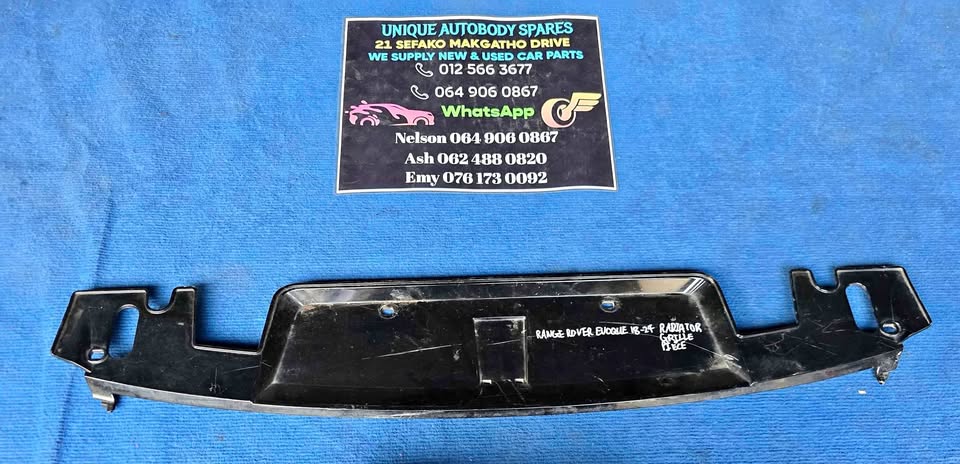 UNIQUE AUTOBODY SPARES
21 SEFAKO MAKGATHO DRIVE
WE SUPPLY NEW & USED CAR PARTS
012 566 3677
064 906 0867
WhatsApp
Nelson 064 906 0867
Ash 062 488 0820
Emy 076 173 0092
RANGE ROVER EVOQUE 18-24 RADIATOR
GRILLE
PIECE